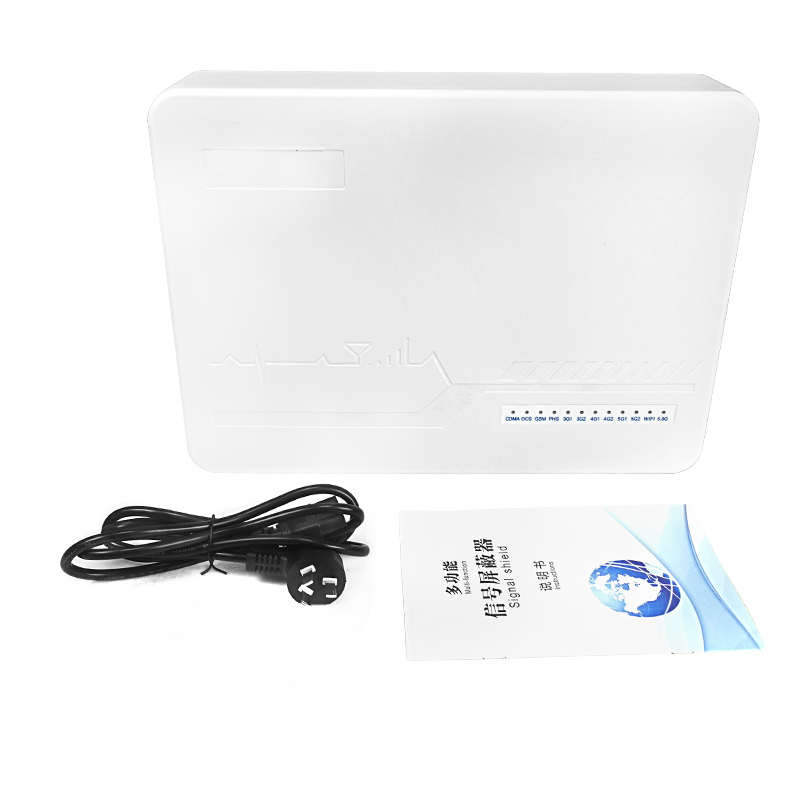 CDMA DCS GSM PHS 3G1 3G2 4G1 4G2 5G1 5G2 WIFI 5.8G
多功能
Multi-function
信号屏蔽器
Signal shield
说明书
Instructions